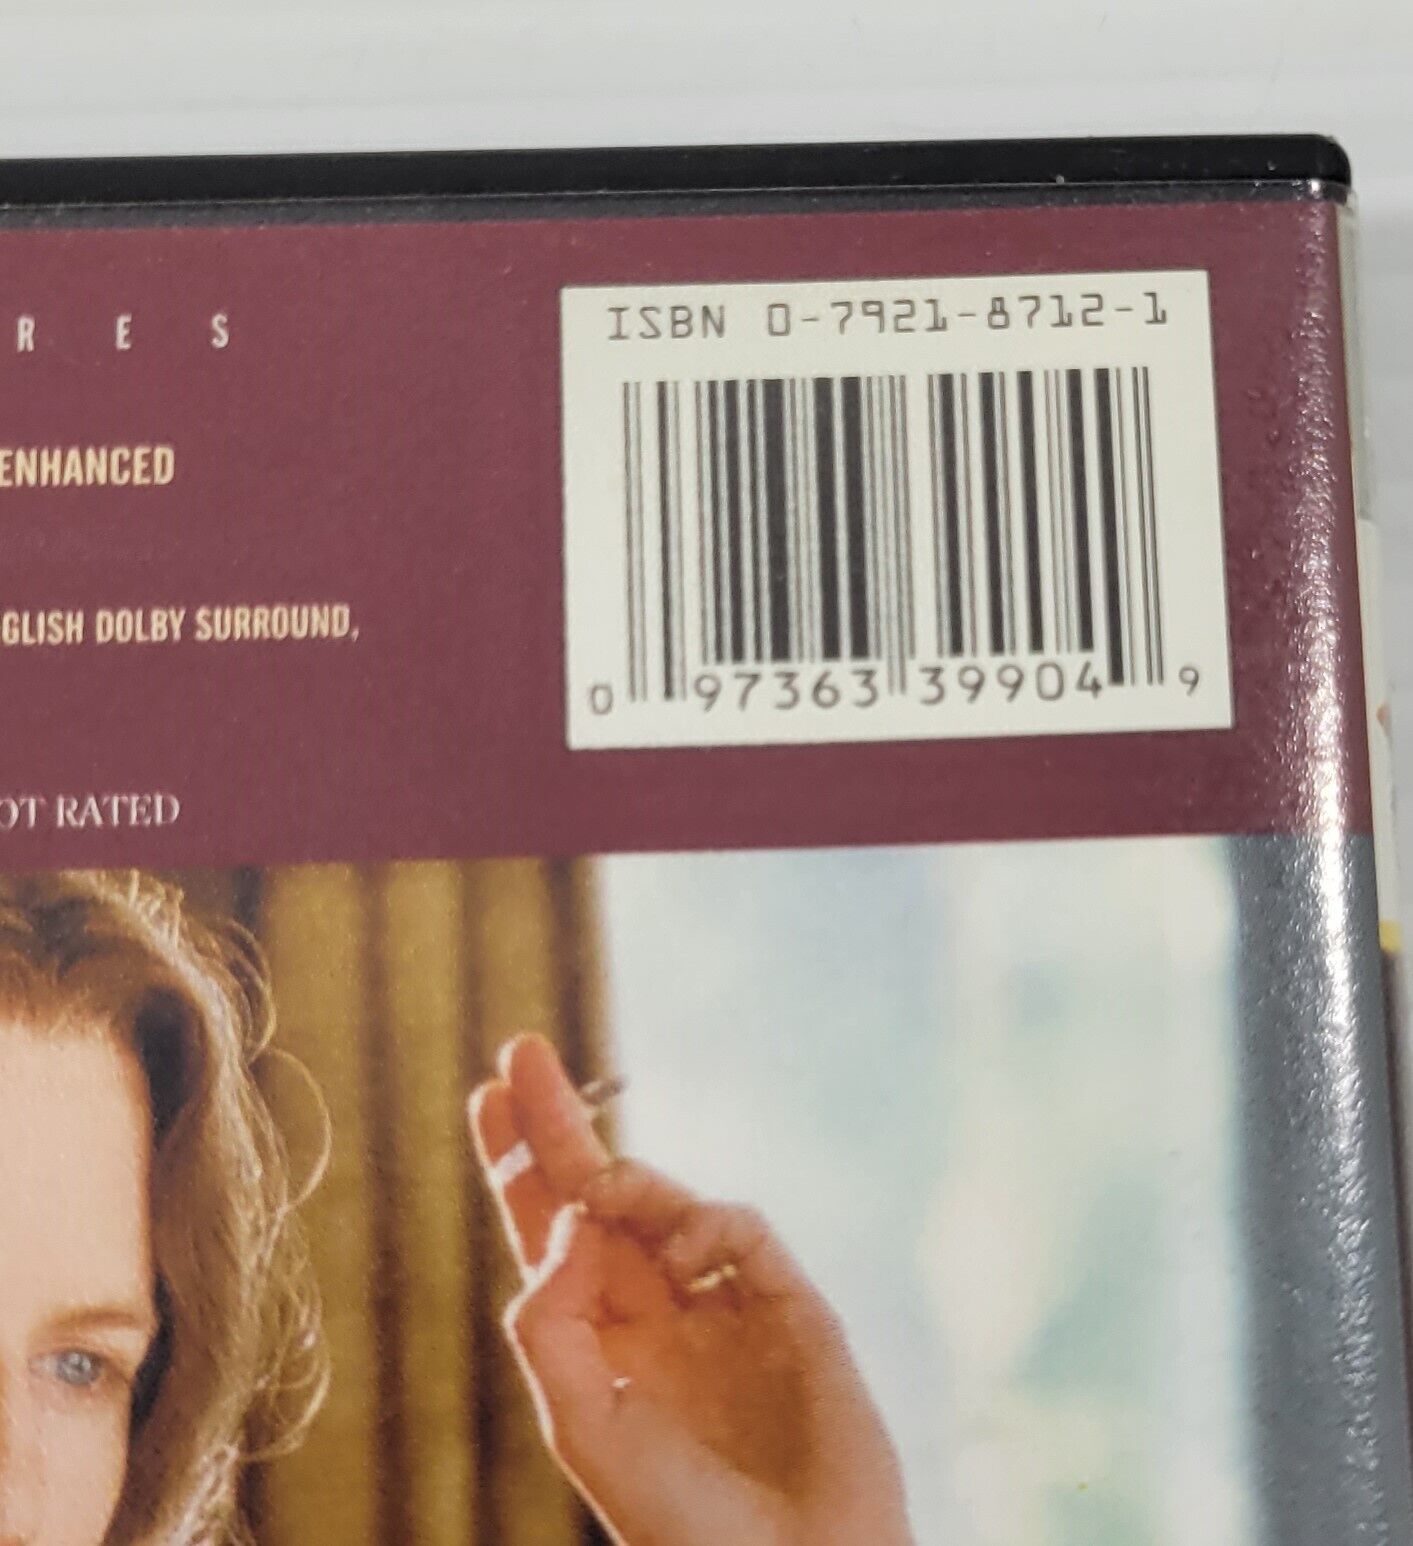 ISBN 0-7921-8712-1
R E S
ENHANCED
GLISH DOLBY SURROUND,
0 97363 39904 9
OT RATED